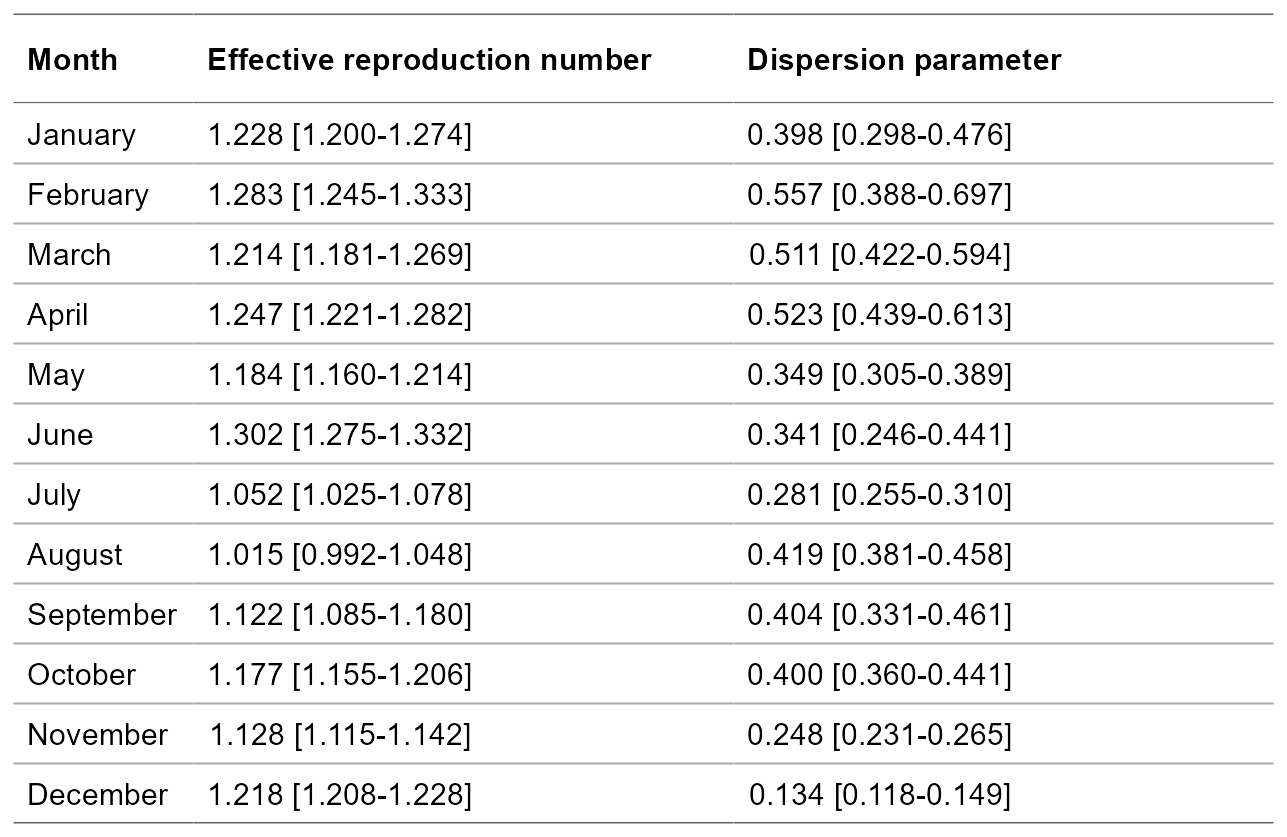 Month Effective reproduction number Dispersion parameter
January 1.228 [1.200-1.274] 0.398 [0.298-0.476]
February 1.283 [1.245-1.333] 0.557 [0.388-0.697]
March 1.214 [1.181-1.269] 0.511 [0.422-0.594]
April 1.247 [1.221-1.282] 0.523 [0.439-0.613]
May 1.184 [1.160-1.214] 0.349 [0.305-0.389]
June 1.302 [1.275-1.332] 0.341 [0.246-0.441]
July 1.052 [1.025-1.078] 0.281 [0.255-0.310]
August 1.015 [0.992-1.048] 0.419 [0.381-0.458]
September 1.122 [1.085-1.180] 0.404 [0.331-0.461]
October 1.177 [1.155-1.206] 0.400 [0.360-0.441]
November 1.128 [1.115-1.142] 0.248 [0.231-0.265]
December 1.218 [1.208-1.228] 0.134 [0.118-0.149]